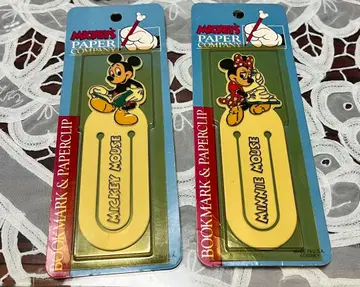 MICKEY'S
PAPER
COMPANY
BOOKMARK & PAPERCLIP
MICKEY MOUSE
MICKEY'S
PAPER
COMPANY
BOOKMARK & PAPERCLIP
MINNIE MOUSE